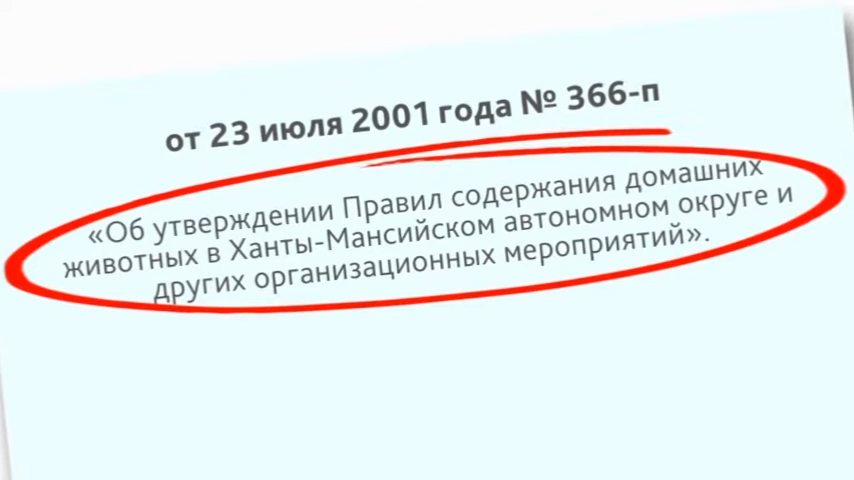 от 23 июля 2001 года № 366-п
«Об утверждении Правил содержания домашних
животных в Ханты-Мансийском автономном округе и
других организационных мероприятий».